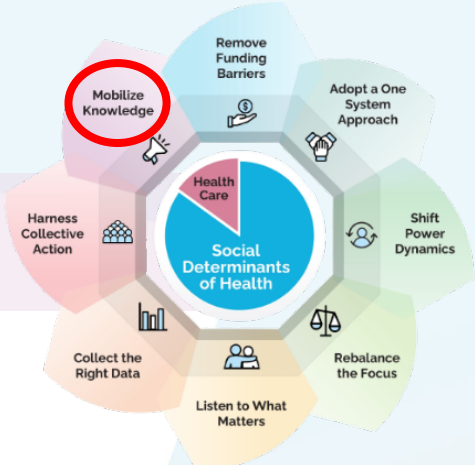 Remove
Funding
Barriers
Adopt a One
System
Approach
Shift
Power
Dynamics
Rebalance
the Focus
Listen to What
Matters
Collect the
Right Data
Harness
Collective
Action
Mobilize
Knowledge
Health
Care
Social
Determinants
of Health
$